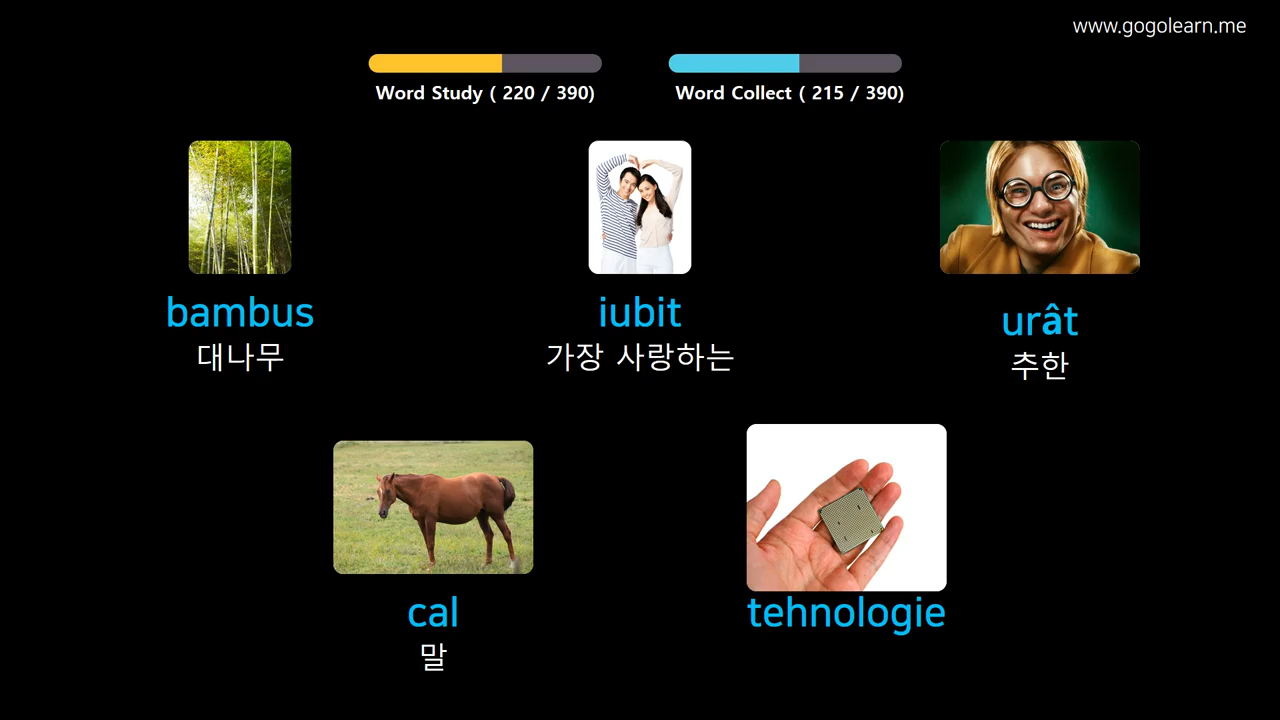 www.gogolearn.me
Word Study ( 220 / 390)
Word Collect ( 215 / 390)
bambus
대나무
iubit
가장 사랑하는
urât
추한
cal
말
tehnologie